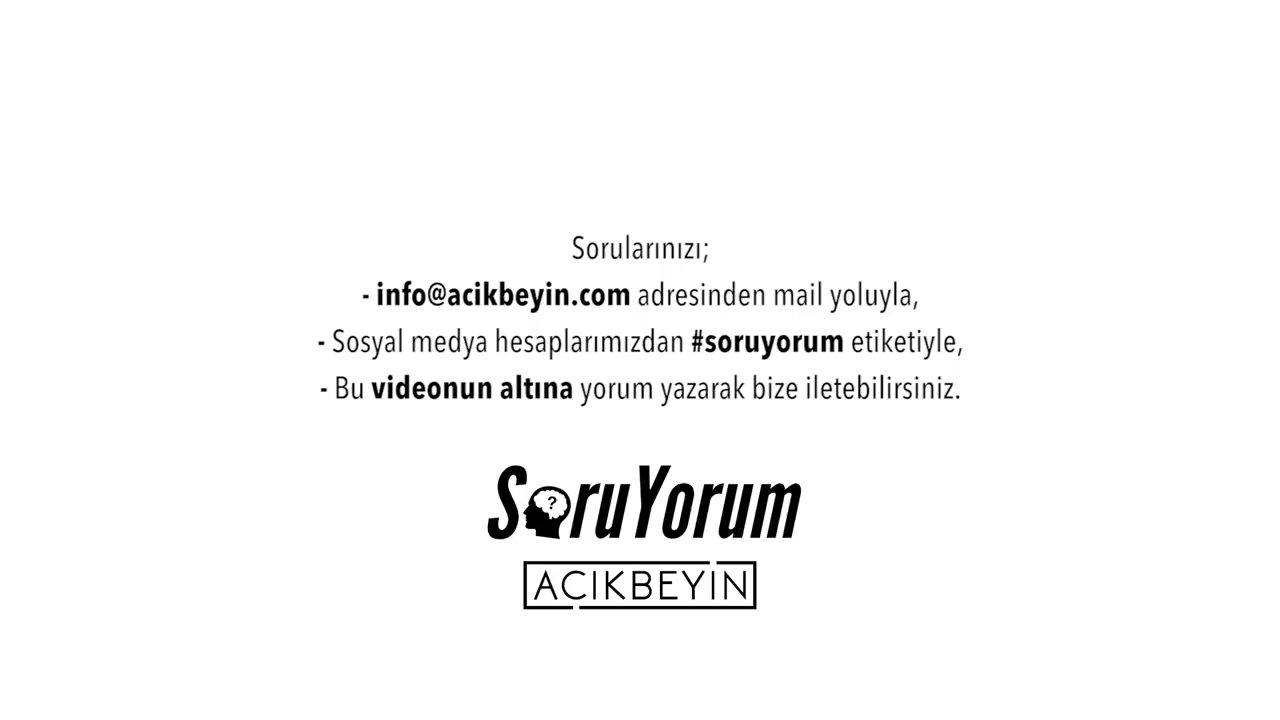 Sorularınızı;
- info@acikbeyin.com adresinden mail yoluyla,
- Sosyal medya hesaplarımızdan #soruyorum etiketiyle,
- Bu videonun altına yorum yazarak bize iletebilirsiniz.
SoruYorum
AÇIKBEYİN